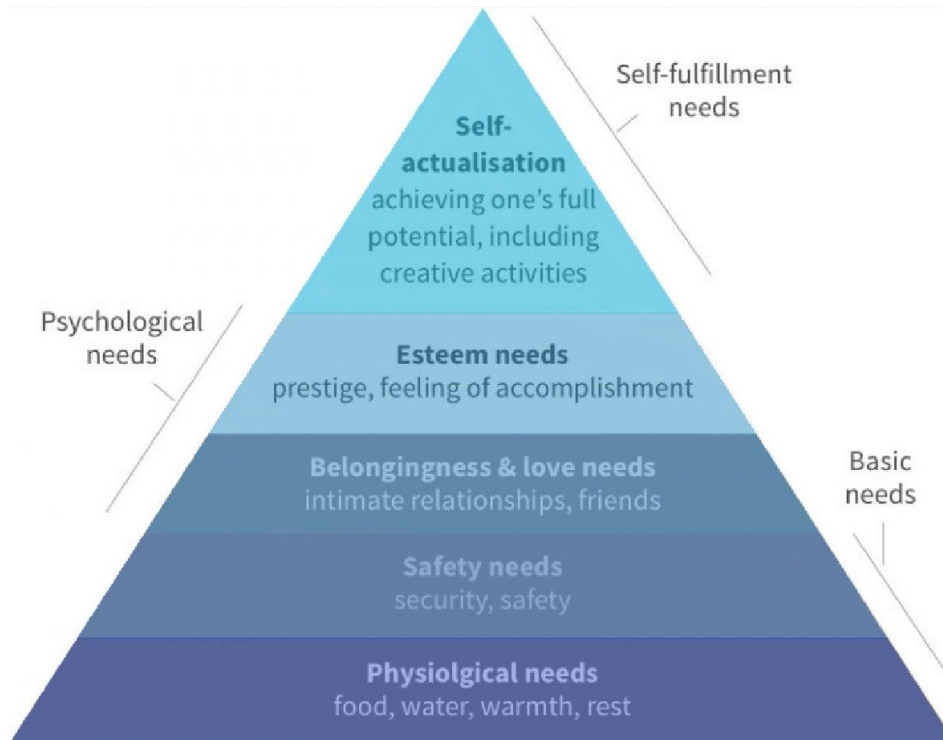 Self-fulfillment
needs
Self-
actualisation
achieving one's full
potential, including
creative activities
Psychological
needs
Esteem needs
prestige, feeling of accomplishment
Belongingness & love needs
intimate relationships, friends
Basic
needs
Safety needs
security, safety
Physiolgical needs
food, water, warmth, rest